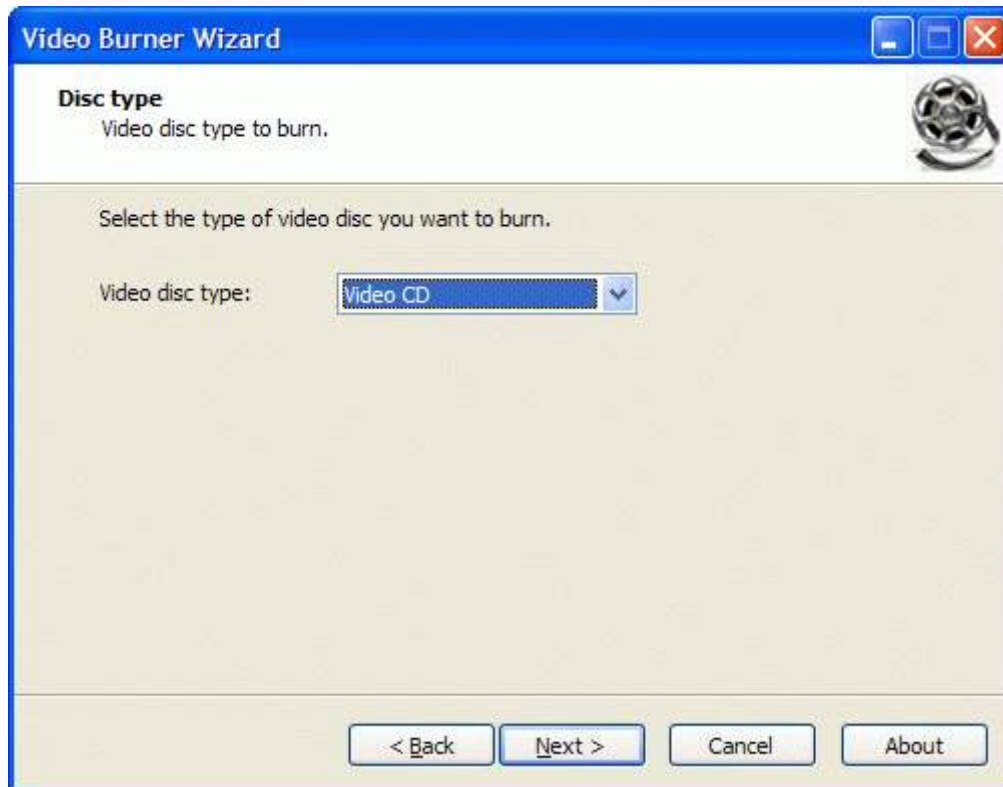 Video Burner Wizard
Disc type
Video disc type to burn.
Select the type of video disc you want to burn.
Video disc type: Video CD
< Back Next > Cancel About